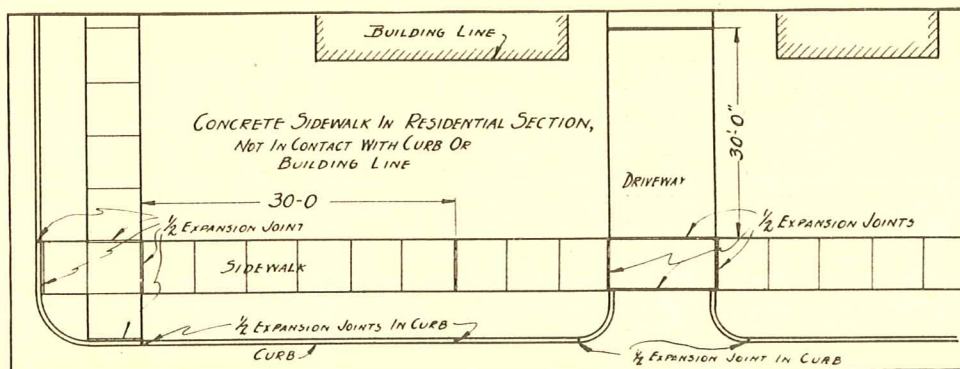 BUILDING LINE
CONCRETE SIDEWALK IN RESIDENTIAL SECTION,
NOT IN CONTACT WITH CURB OR
BUILDING LINE
30'-0"
DRIVEWAY
30-0
½ EXPANSION JOINT
½ EXPANSION JOINTS
SIDEWALK
½ EXPANSION JOINTS IN CURB
CURB
½ EXPANSION JOINT IN CURB